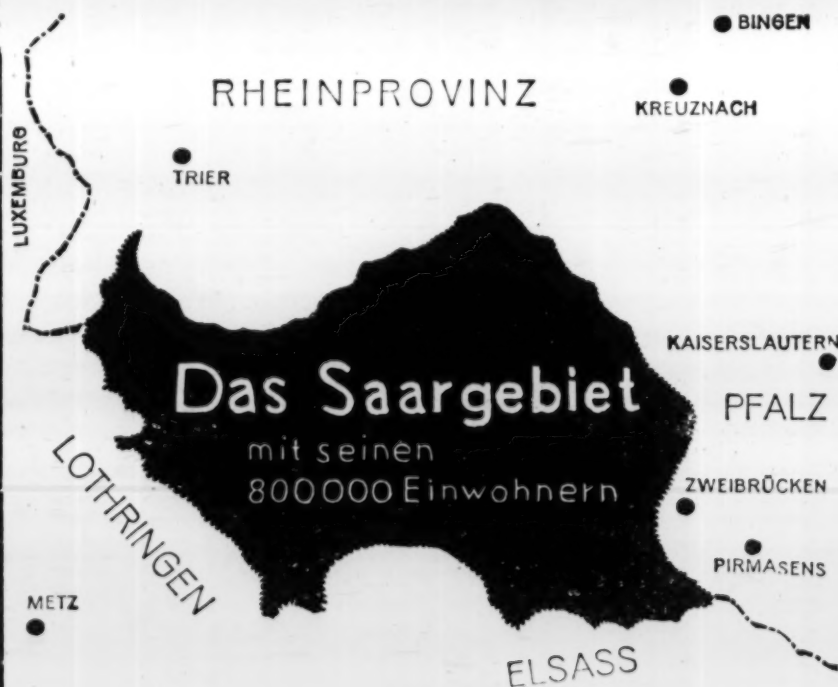 BINGEN
RHEINPROVINZ
KREUZNACH
TRIER
LUXEMBURG
KAISERSLAUTERN
Das Saargebiet
PFALZ
mit seinen
800000 Einwohnern
LOTHRINGEN
ZWEIBRÜCKEN
PIRMASENS
METZ
ELSASS